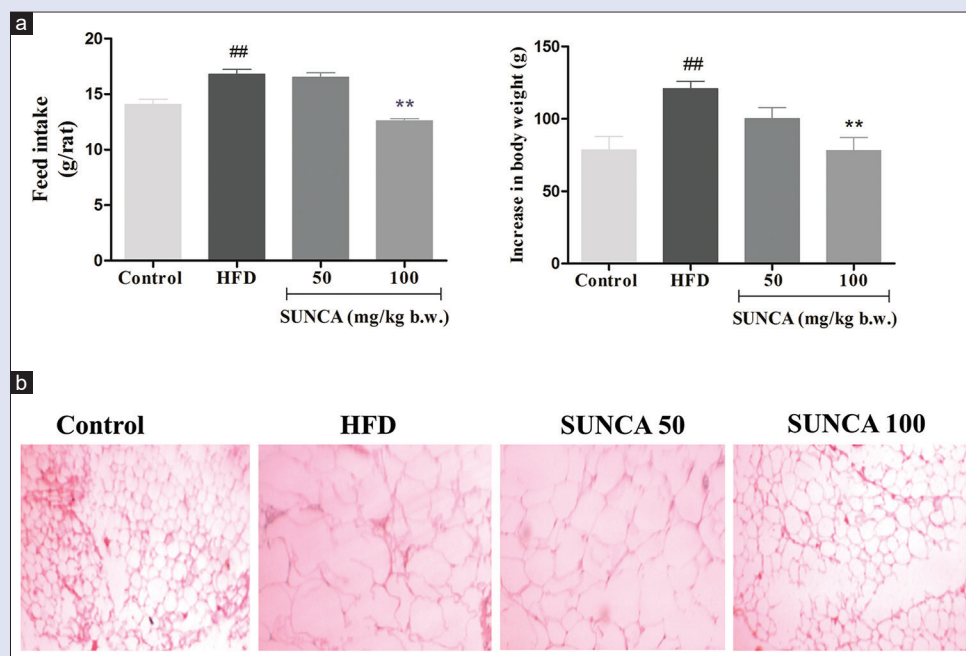 a
Feed intake
(g/rat)
20
15
10
5
0
##
**
Control HFD 50 100
SUNCA (mg/kg b.w.)
Increase in body weight (g)
150
100
50
0
##
**
Control HFD 50 100
SUNCA (mg/kg b.w.)
b
Control HFD SUNCA 50 SUNCA 100